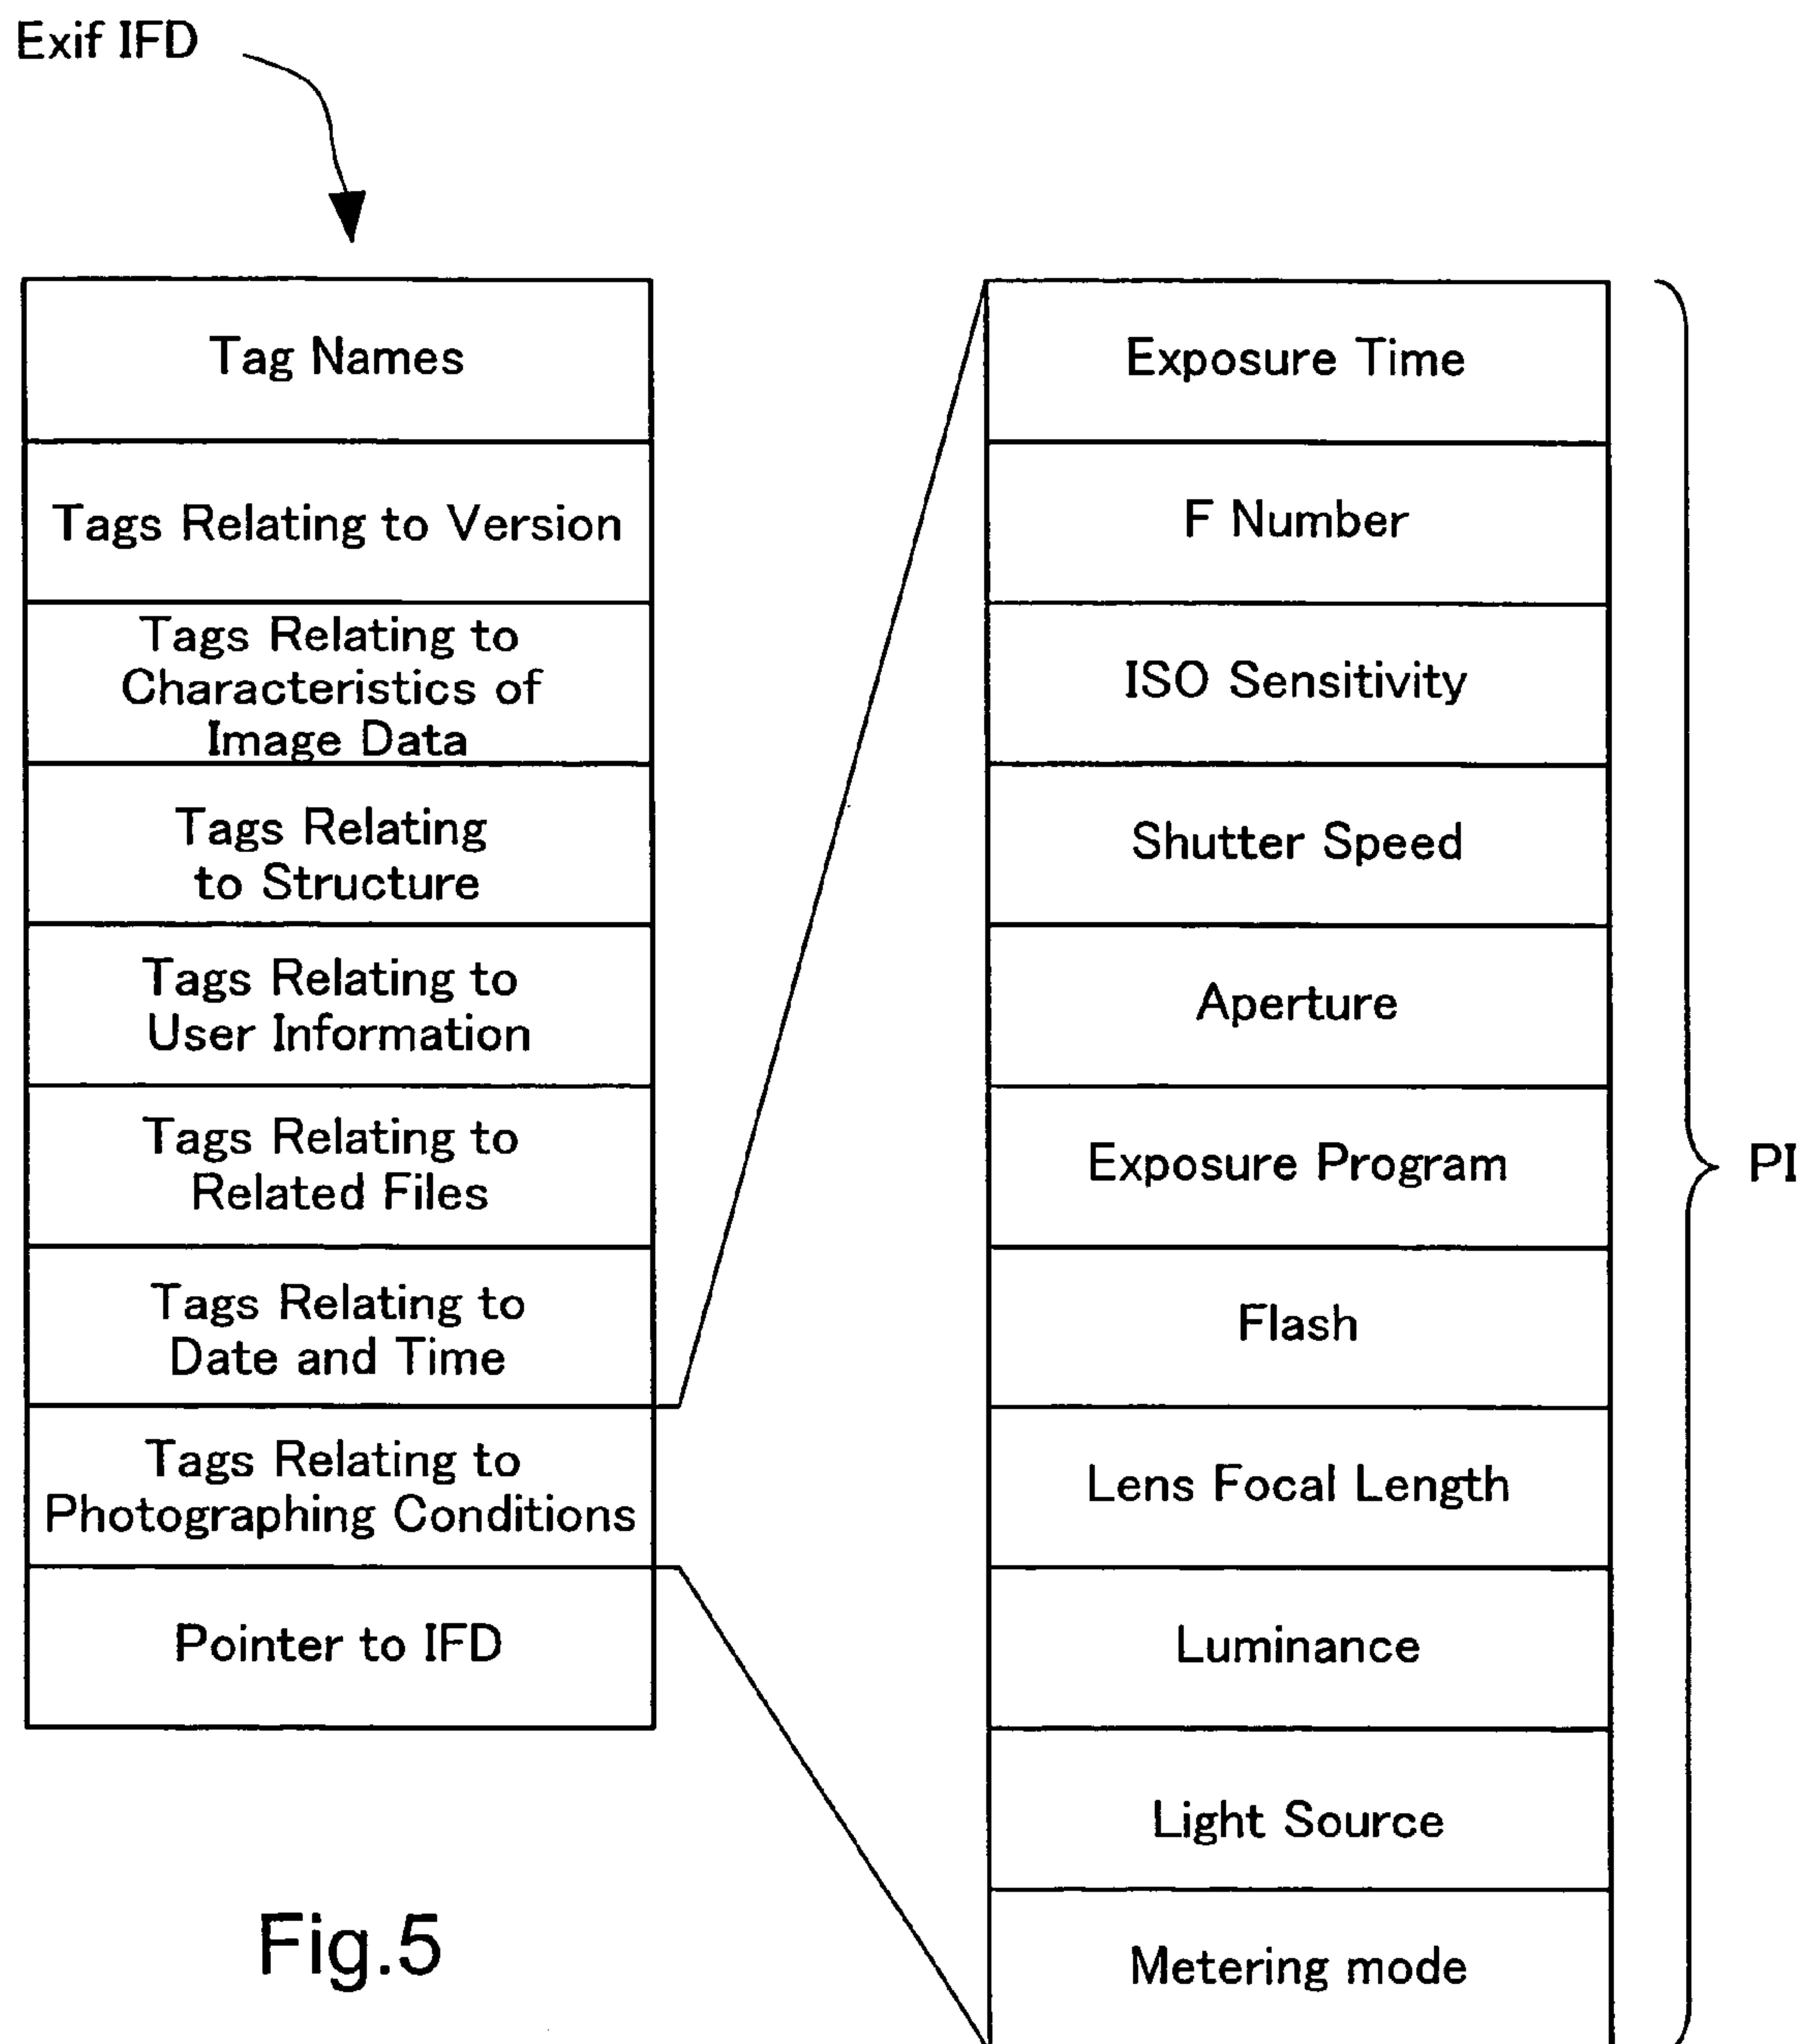 Exif IFD
Tag Names
Tags Relating to Version
Tags Relating to
Characteristics of
Image Data
Tags Relating
to Structure
Tags Relating to
User Information
Tags Relating to
Related Files
Tags Relating to
Date and Time
Tags Relating to
Photographing Conditions
Pointer to IFD
Exposure Time
F Number
ISO Sensitivity
Shutter Speed
Aperture
Exposure Program
Flash
Lens Focal Length
Luminance
Light Source
Metering mode
PI
Fig.5